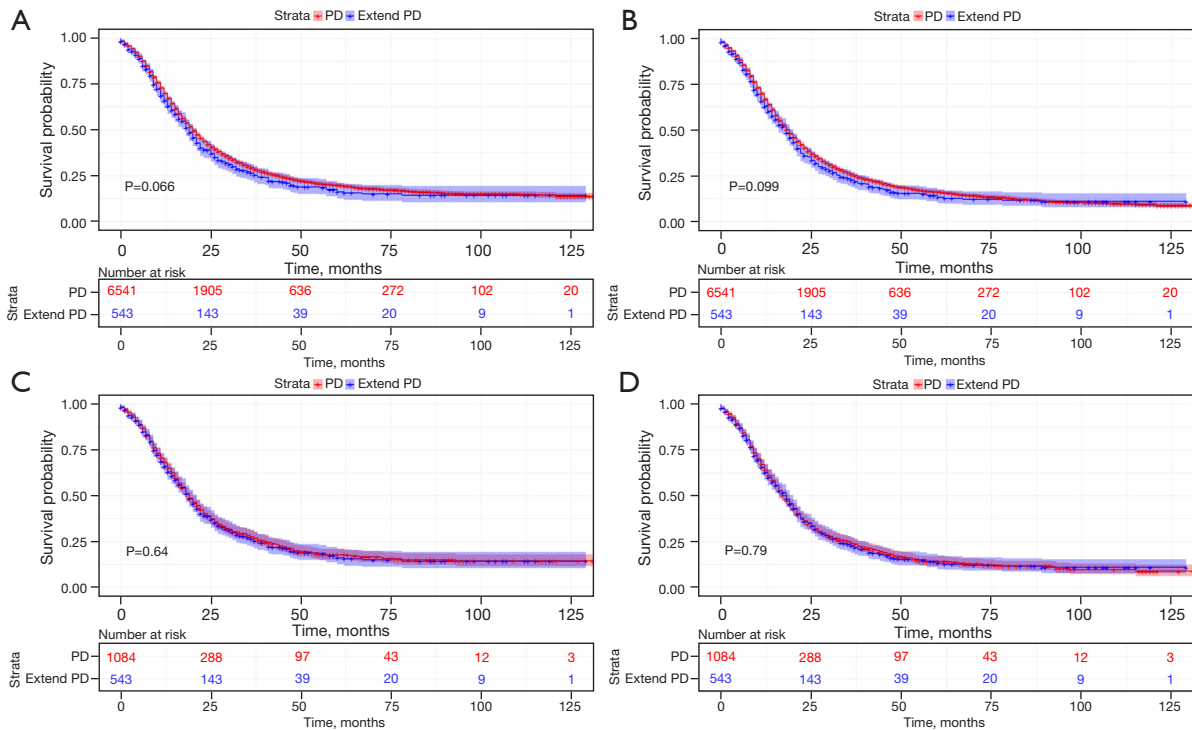 A
Strata PD Extend PD
1.00
0.75
0.50
0.25
0.00
Survival probability
P=0.066
0 25 50 75 100 125
Time, months
Number at risk
Strata
PD 6541 1905 636 272 102 20
Extend PD 543 143 39 20 9 1
0 25 50 75 100 125
Time, months
B
Strata PD Extend PD
1.00
0.75
0.50
0.25
0.00
Survival probability
P=0.099
0 25 50 75 100 125
Time, months
Number at risk
Strata
PD 6541 1905 636 272 102 20
Extend PD 543 143 39 20 9 1
0 25 50 75 100 125
Time, months
C
Strata PD Extend PD
1.00
0.75
0.50
0.25
0.00
Survival probability
P=0.64
0 25 50 75 100 125
Time, months
Number at risk
Strata
PD 1084 288 97 43 12 3
Extend PD 543 143 39 20 9 1
0 25 50 75 100 125
Time, months
D
Strata PD Extend PD
1.00
0.75
0.50
0.25
0.00
Survival probability
P=0.79
0 25 50 75 100 125
Time, months
Number at risk
Strata
PD 1084 288 97 43 12 3
Extend PD 543 143 39 20 9 1
0 25 50 75 100 125
Time, months